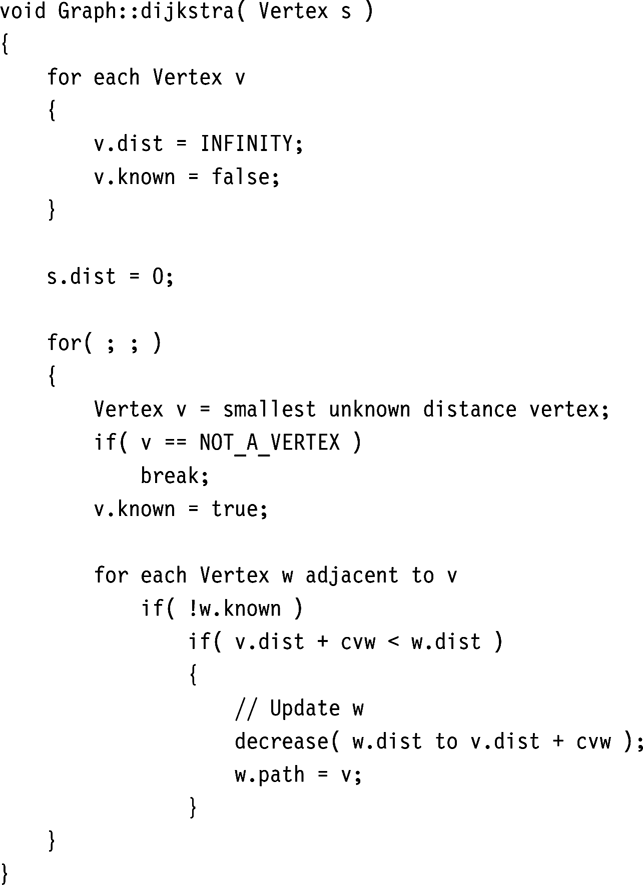 void Graph::dijkstra( Vertex s )
{
    for each Vertex v
    {
        v.dist = INFINITY;
        v.known = false;
    }

    s.dist = 0;

    for( ; ; )
    {
        Vertex v = smallest unknown distance vertex;
        if( v == NOT_A_VERTEX )
            break;
        v.known = true;

        for each Vertex w adjacent to v
            if( !w.known )
                if( v.dist + cvw < w.dist )
                {
                    // Update w
                    decrease( w.dist to v.dist + cvw );
                    w.path = v;
                }
    }
}